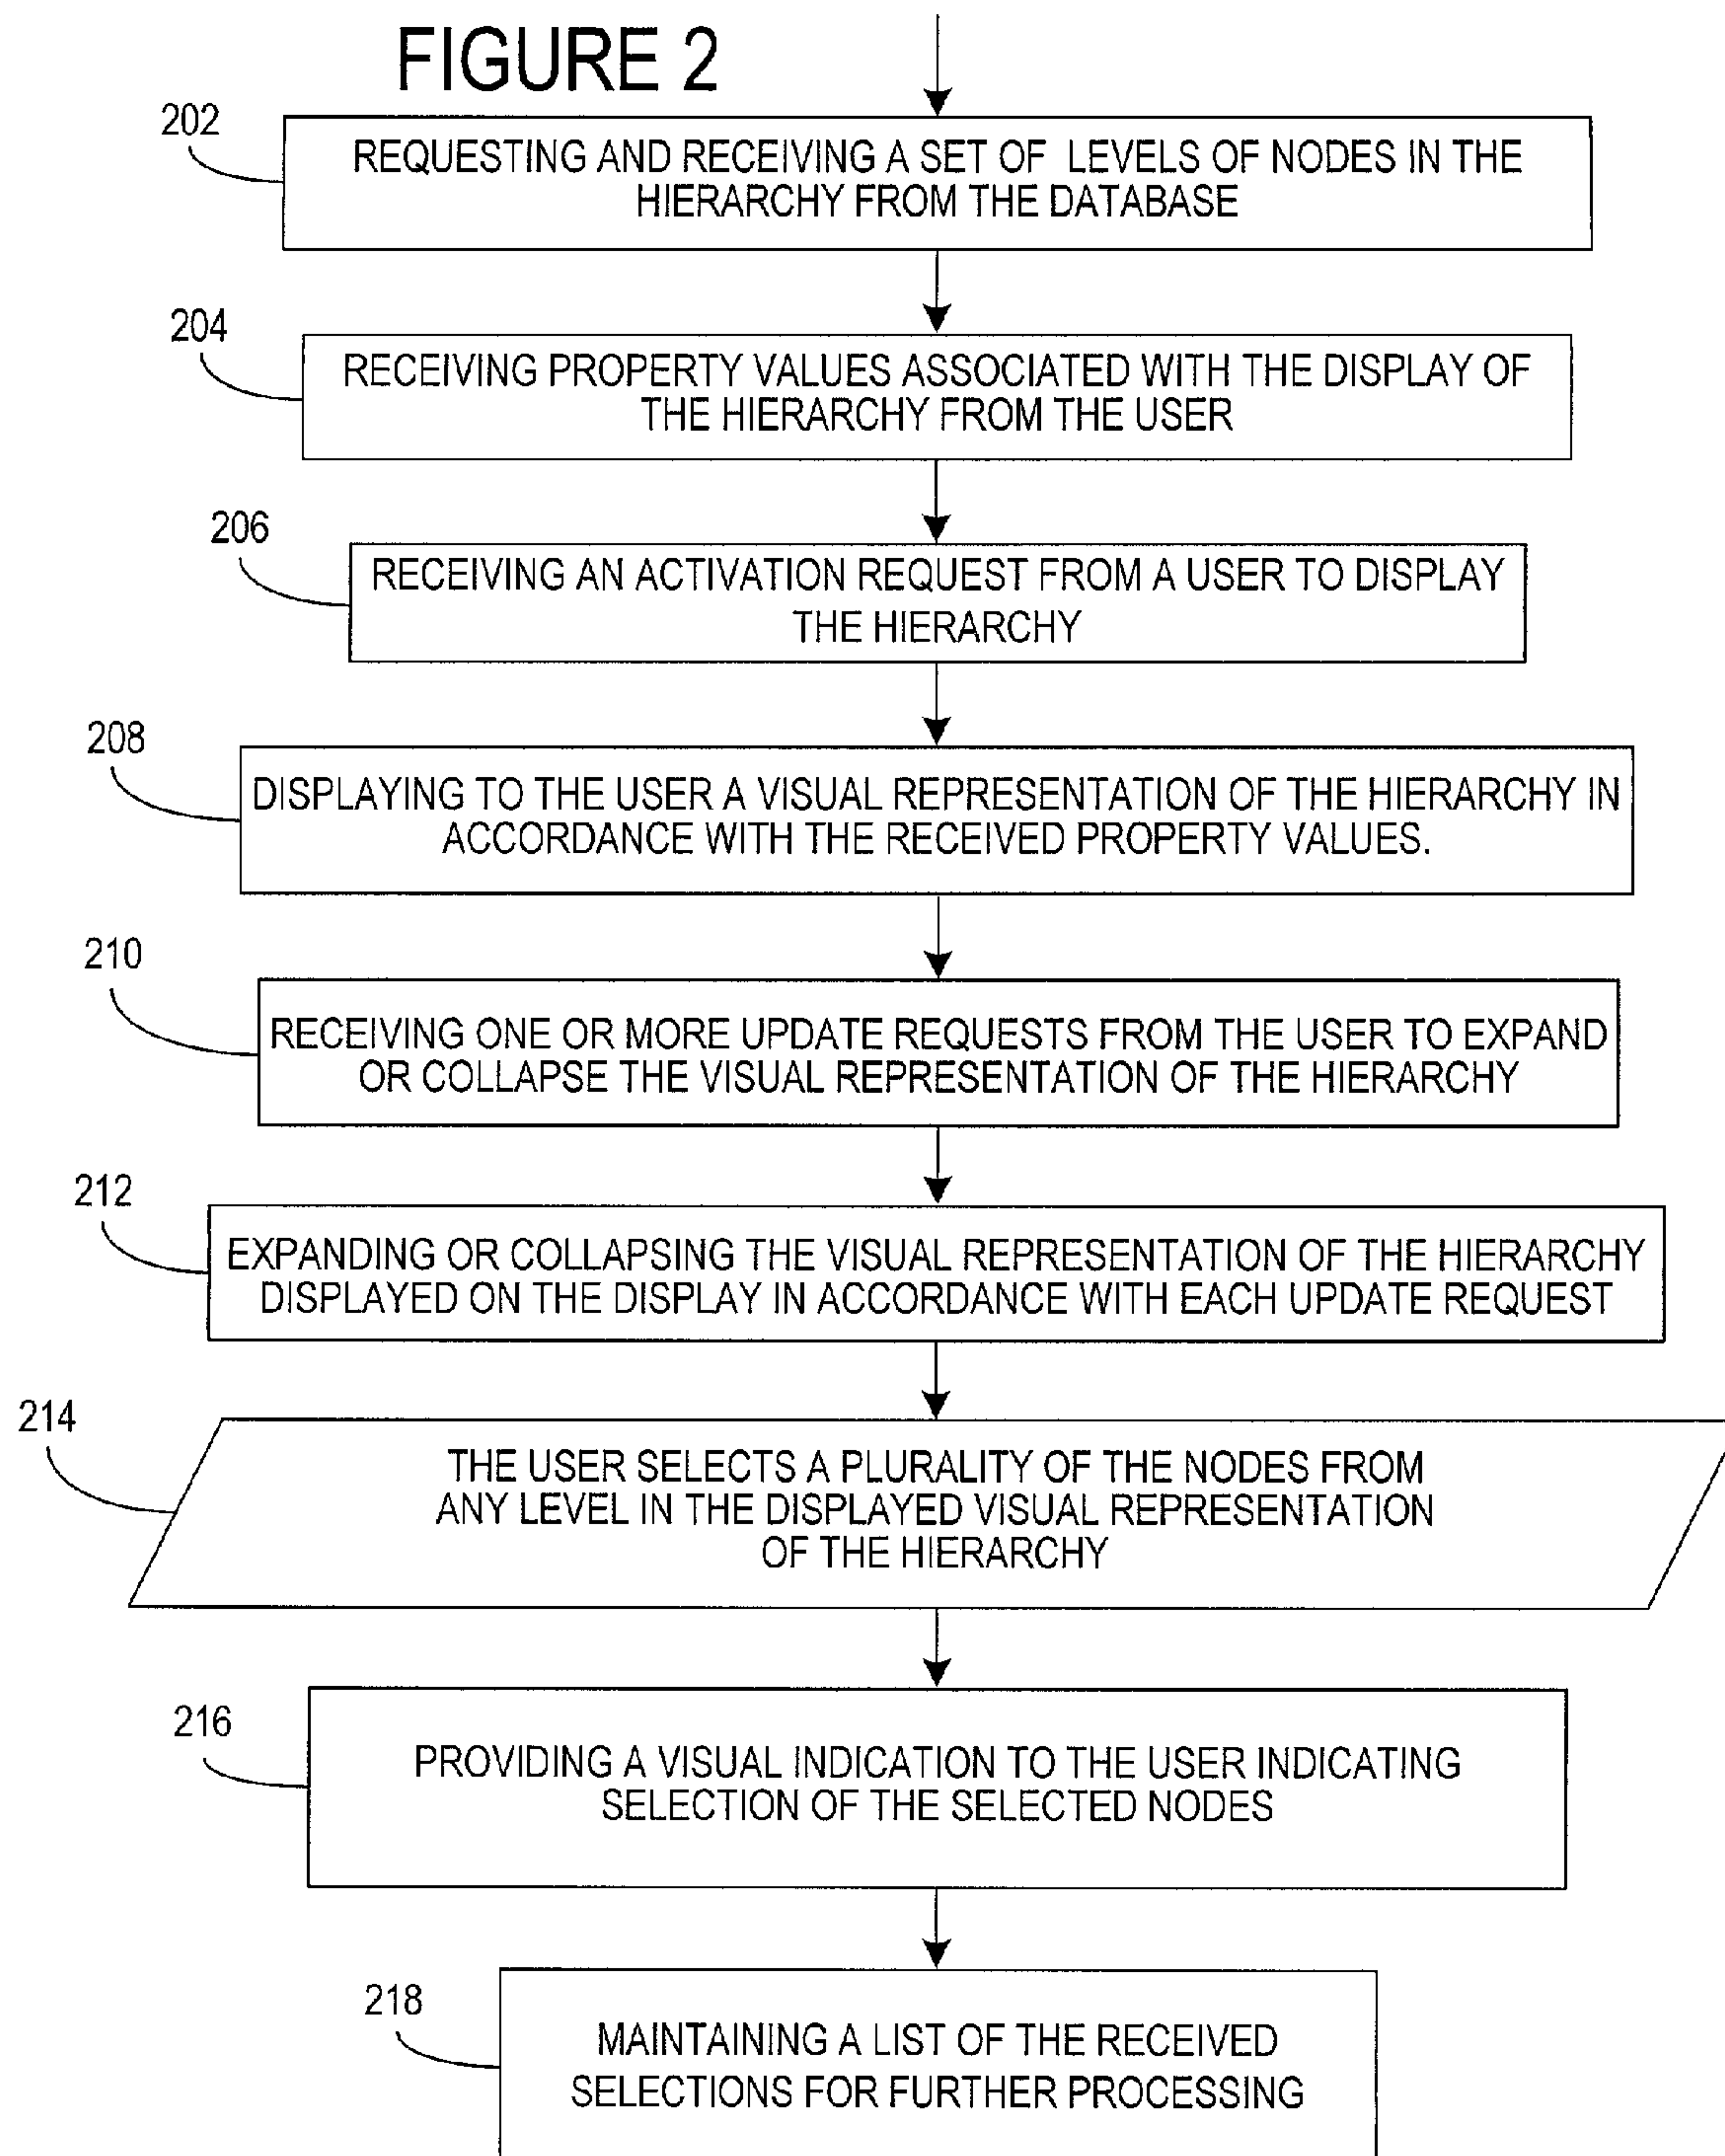 FIGURE 2
202
REQUESTING AND RECEIVING A SET OF LEVELS OF NODES IN THE
HIERARCHY FROM THE DATABASE
204
RECEIVING PROPERTY VALUES ASSOCIATED WITH THE DISPLAY OF
THE HIERARCHY FROM THE USER
206
RECEIVING AN ACTIVATION REQUEST FROM A USER TO DISPLAY
THE HIERARCHY
208
DISPLAYING TO THE USER A VISUAL REPRESENTATION OF THE HIERARCHY IN
ACCORDANCE WITH THE RECEIVED PROPERTY VALUES.
210
RECEIVING ONE OR MORE UPDATE REQUESTS FROM THE USER TO EXPAND
OR COLLAPSE THE VISUAL REPRESENTATION OF THE HIERARCHY
212
EXPANDING OR COLLAPSING THE VISUAL REPRESENTATION OF THE HIERARCHY
DISPLAYED ON THE DISPLAY IN ACCORDANCE WITH EACH UPDATE REQUEST
214
THE USER SELECTS A PLURALITY OF THE NODES FROM
ANY LEVEL IN THE DISPLAYED VISUAL REPRESENTATION
OF THE HIERARCHY
216
PROVIDING A VISUAL INDICATION TO THE USER INDICATING
SELECTION OF THE SELECTED NODES
218
MAINTAINING A LIST OF THE RECEIVED
SELECTIONS FOR FURTHER PROCESSING